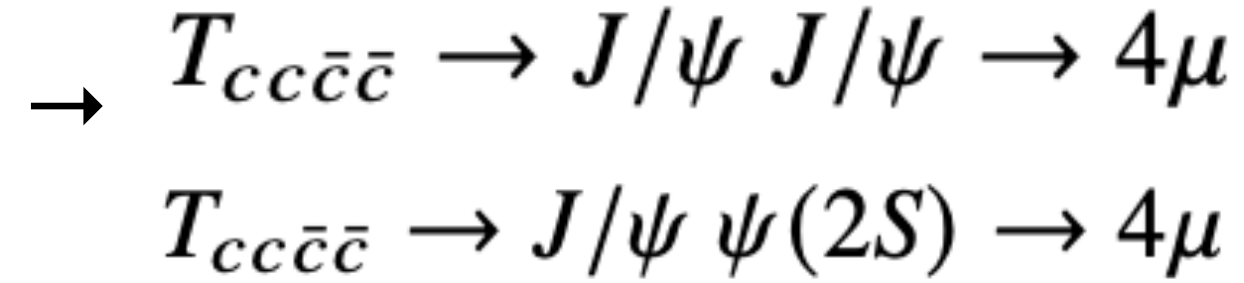 → T_{cc\bar{c}\bar{c}} → J/ψ J/ψ → 4μ
T_{cc\bar{c}\bar{c}} → J/ψ ψ(2S) → 4μ